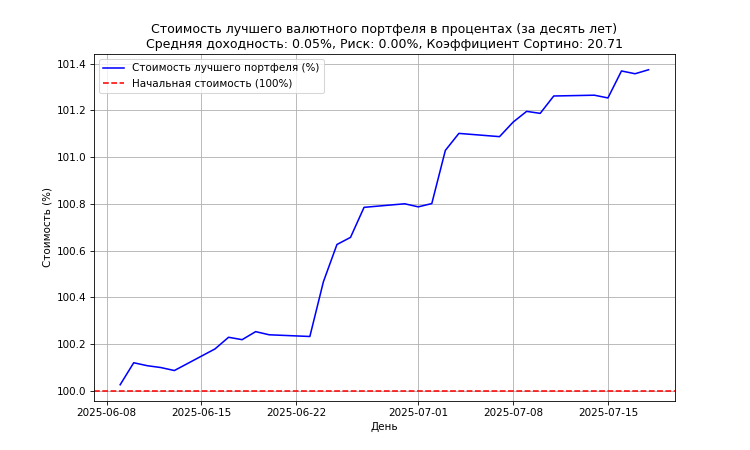 Стоимость лучшего валютного портфеля в процентах (за десять лет)
Средняя доходность: 0.05%, Риск: 0.00%, Коэффициент Сортино: 20.71
Стоимость лучшего портфеля (%)
Начальная стоимость (100%)
Стоимость (%)
101.4
101.2
101.0
100.8
100.6
100.4
100.2
100.0
2025-06-08
2025-06-15
2025-06-22
2025-07-01
2025-07-08
2025-07-15
День